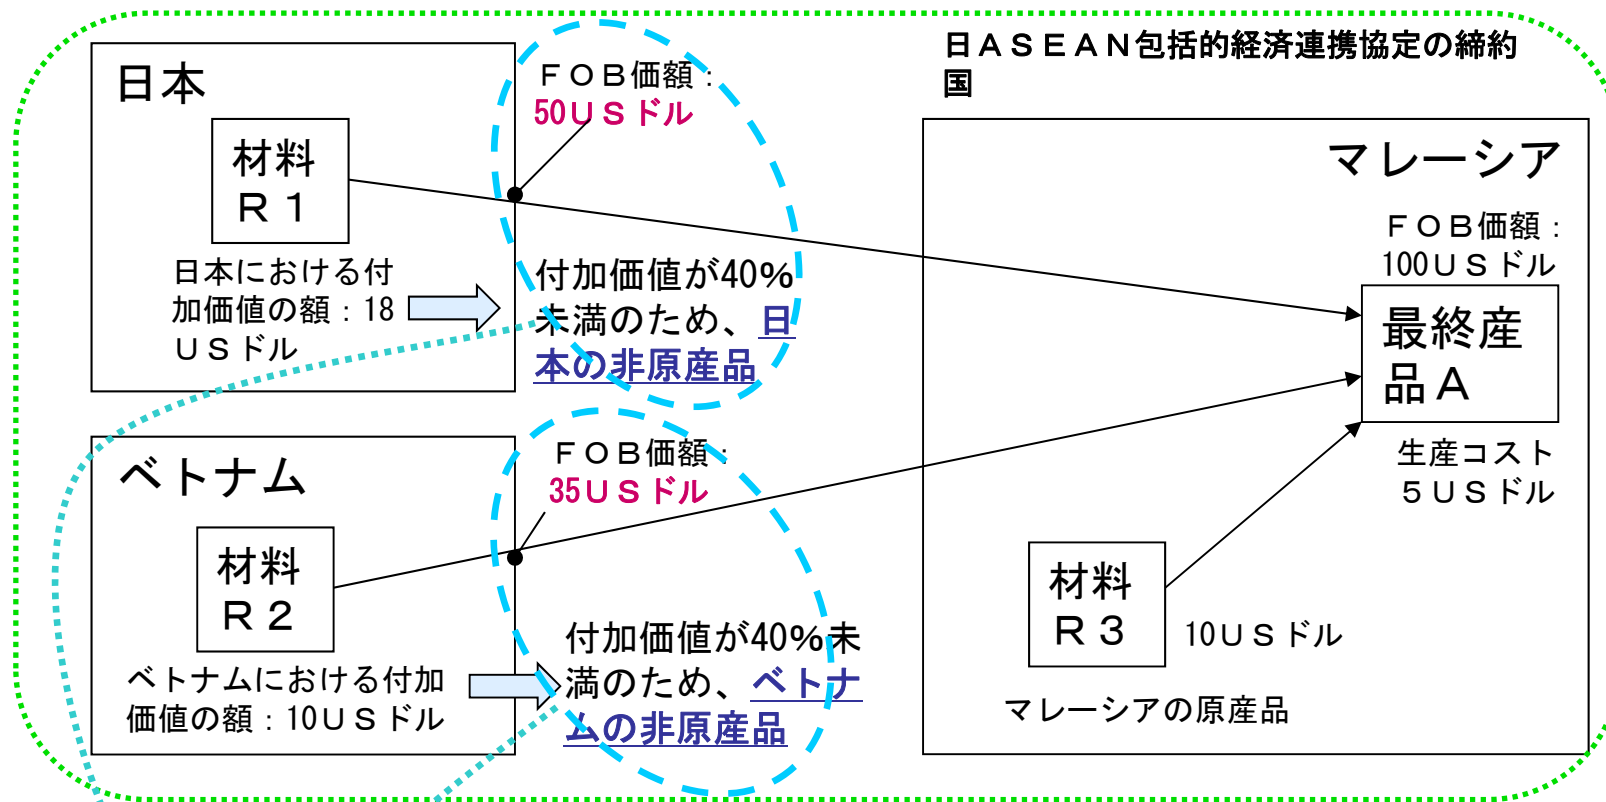 日ＡＳＥＡＮ包括的経済連携協定の締約
国
日本
ＦＯＢ価額：
50ＵＳドル
材料
Ｒ１
日本における付
加価値の額：18
ＵＳドル
付加価値が40%
未満のため、日
本の非原産品
マレーシア
ＦＯＢ価額：
100ＵＳドル
最終産
品Ａ
生産コスト
５ＵＳドル
ベトナム
ＦＯＢ価額：
35ＵＳドル
材料
Ｒ２
ベトナムにおける付加
価値の額：10ＵＳドル
付加価値が40%未
満のため、ベトナ
ムの非原産品
材料
Ｒ３
10ＵＳドル
マレーシアの原産品